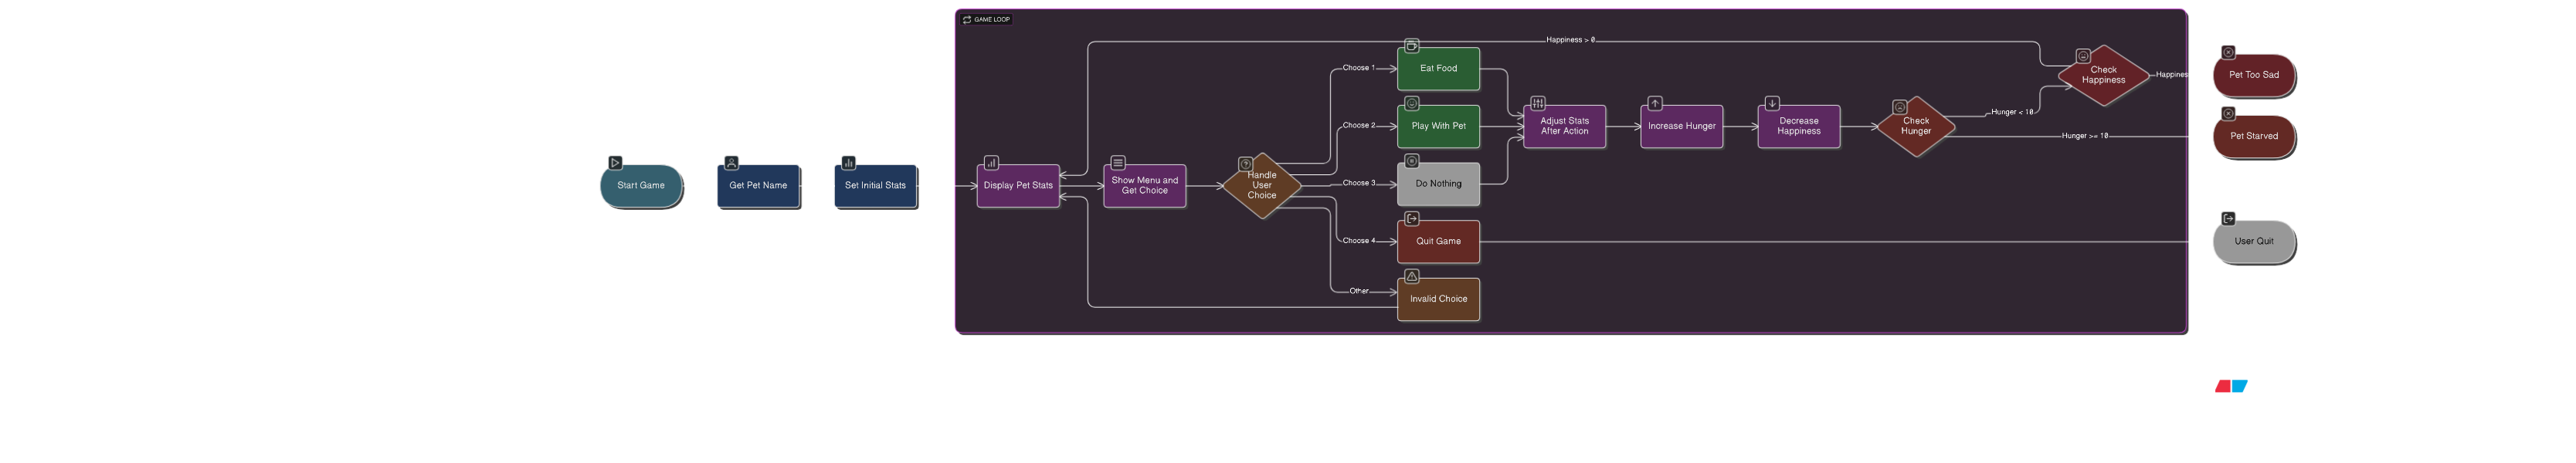 GAME LOOP
Start Game
Get Pet Name
Set Initial Stats
Display Pet Stats
Show Menu and
Get Choice
Handle
User
Choice
Choose 1
Choose 2
Choose 3
Choose 4
Other
Eat Food
Play With Pet
Do Nothing
Quit Game
Invalid Choice
Adjust Stats
After Action
Increase Hunger
Decrease
Happiness
Check
Hunger
Hunger < 10
Hunger >= 10
Happiness > 0
Check
Happiness
Happines
Pet Too Sad
Pet Starved
User Quit